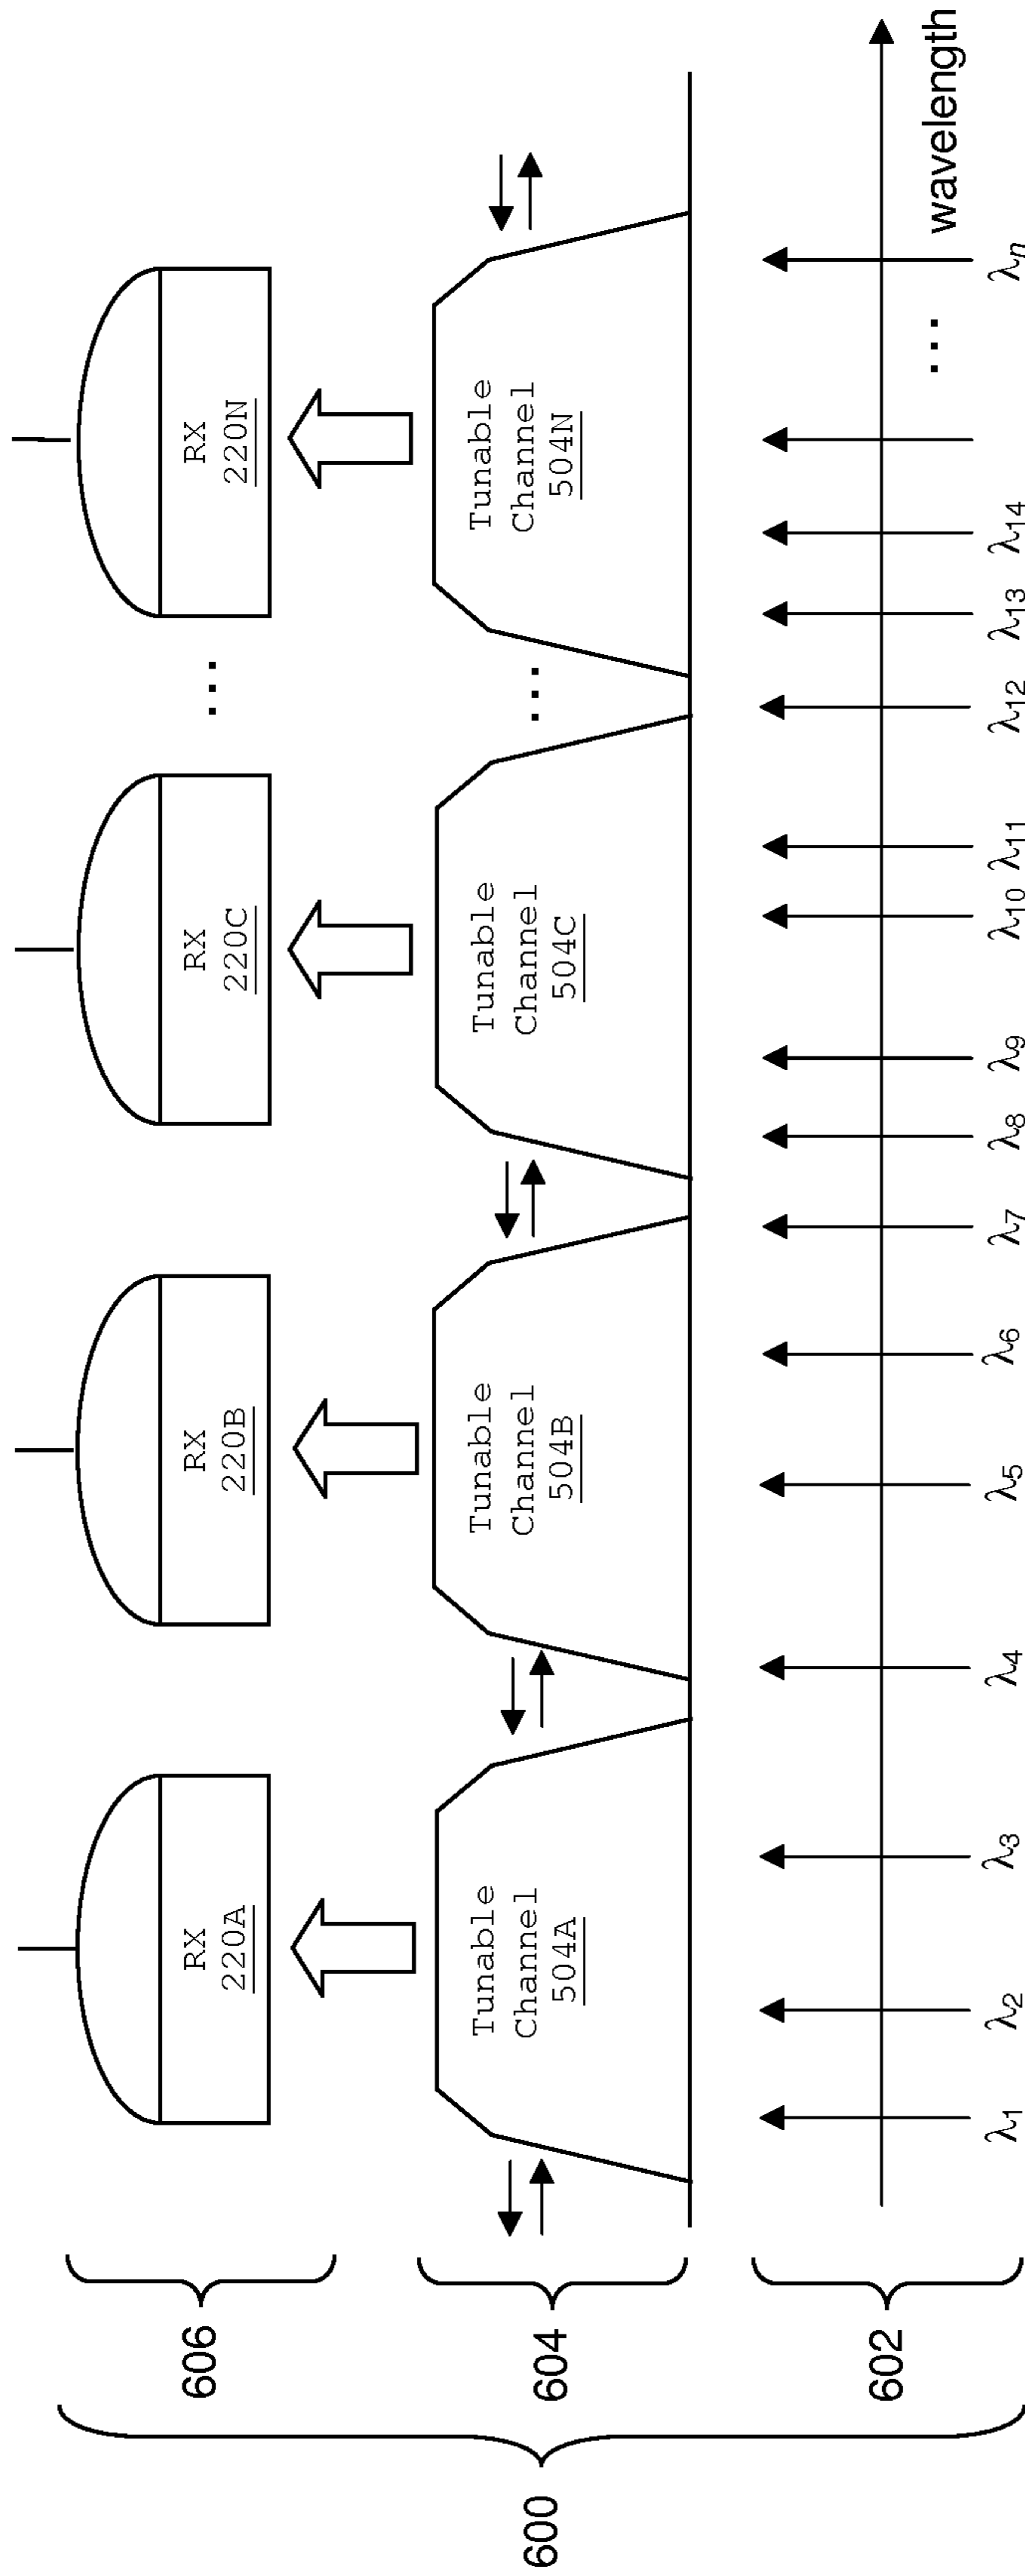 600
606
RX
220A
RX
220B
RX
220C
...
RX
220N
604
Tunable
Channel
504A
Tunable
Channel
504B
Tunable
Channel
504C
...
Tunable
Channel
504N
602
wavelength
...
λ1
λ2
λ3
λ4
λ5
λ6
λ7
λ8
λ9
λ10
λ11
λ12
λ13
λ14
λn